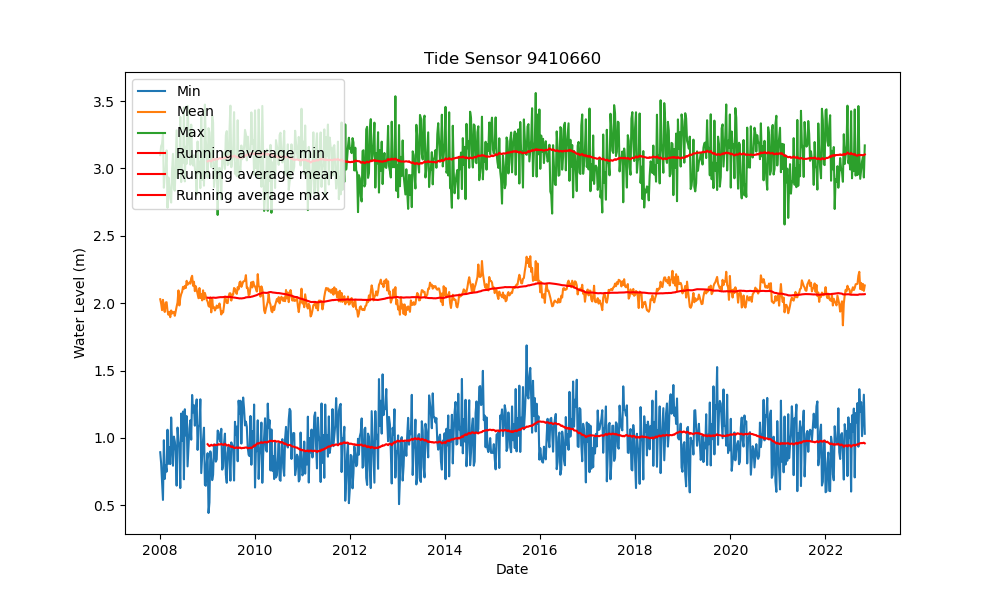 Tide Sensor 9410660
Min
Mean
Max
Running average min
Running average mean
Running average max
Water Level (m)
3.5
3.0
2.5
2.0
1.5
1.0
0.5
2008 2010 2012 2014 2016 2018 2020 2022
Date